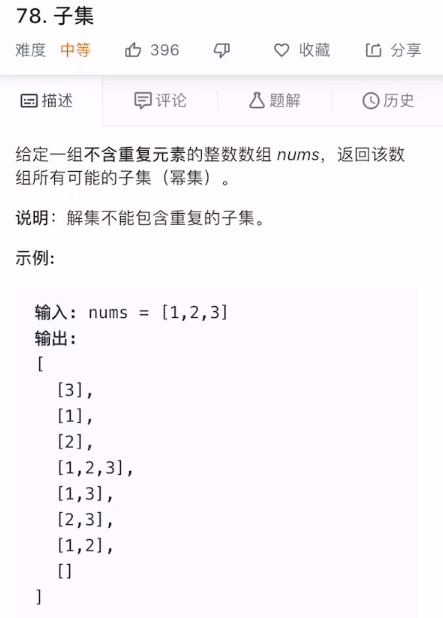 78. 子集
难度 中等 396 收藏 分享
描述 评论 题解 历史
给定一组不含重复元素的整数数组 nums，返回该数
组所有可能的子集（幂集）。
说明：解集不能包含重复的子集。
示例:
输入: nums = [1,2,3]
输出:
[
[3],
[1],
[2],
[1,2,3],
[1,3],
[2,3],
[1,2],
[]
]